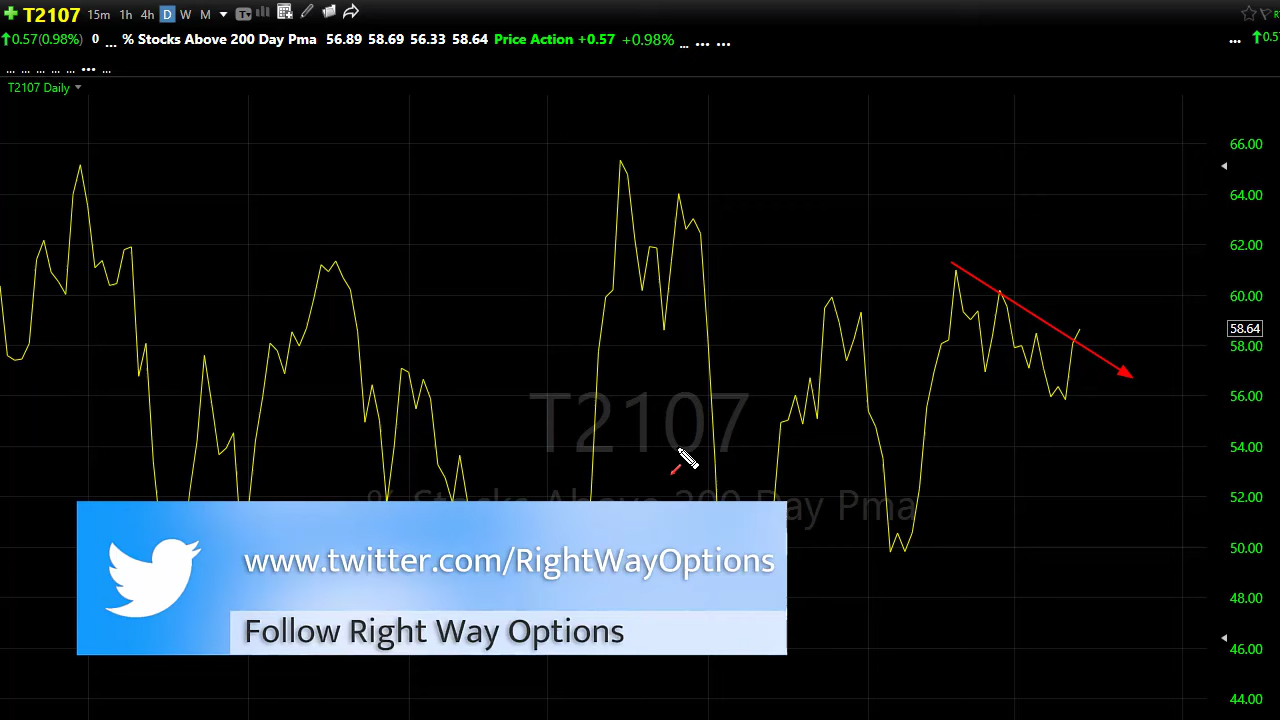 T2107 15m 1h 4h D W M T
0.57(0.98%) 0 ... % Stocks Above 200 Day Pma 56.89 58.69 56.33 58.64 Price Action +0.57 +0.98% ... ... ... ... 0.5
... ... ... ... ... ... ...
T2107 Daily
66.00
64.00
62.00
60.00
58.64
58.00
56.00
T2107
54.00
52.00
% Stocks Above 200 Day Pma
50.00
www.twitter.com/RightWayOptions
48.00
Follow Right Way Options
46.00
44.00